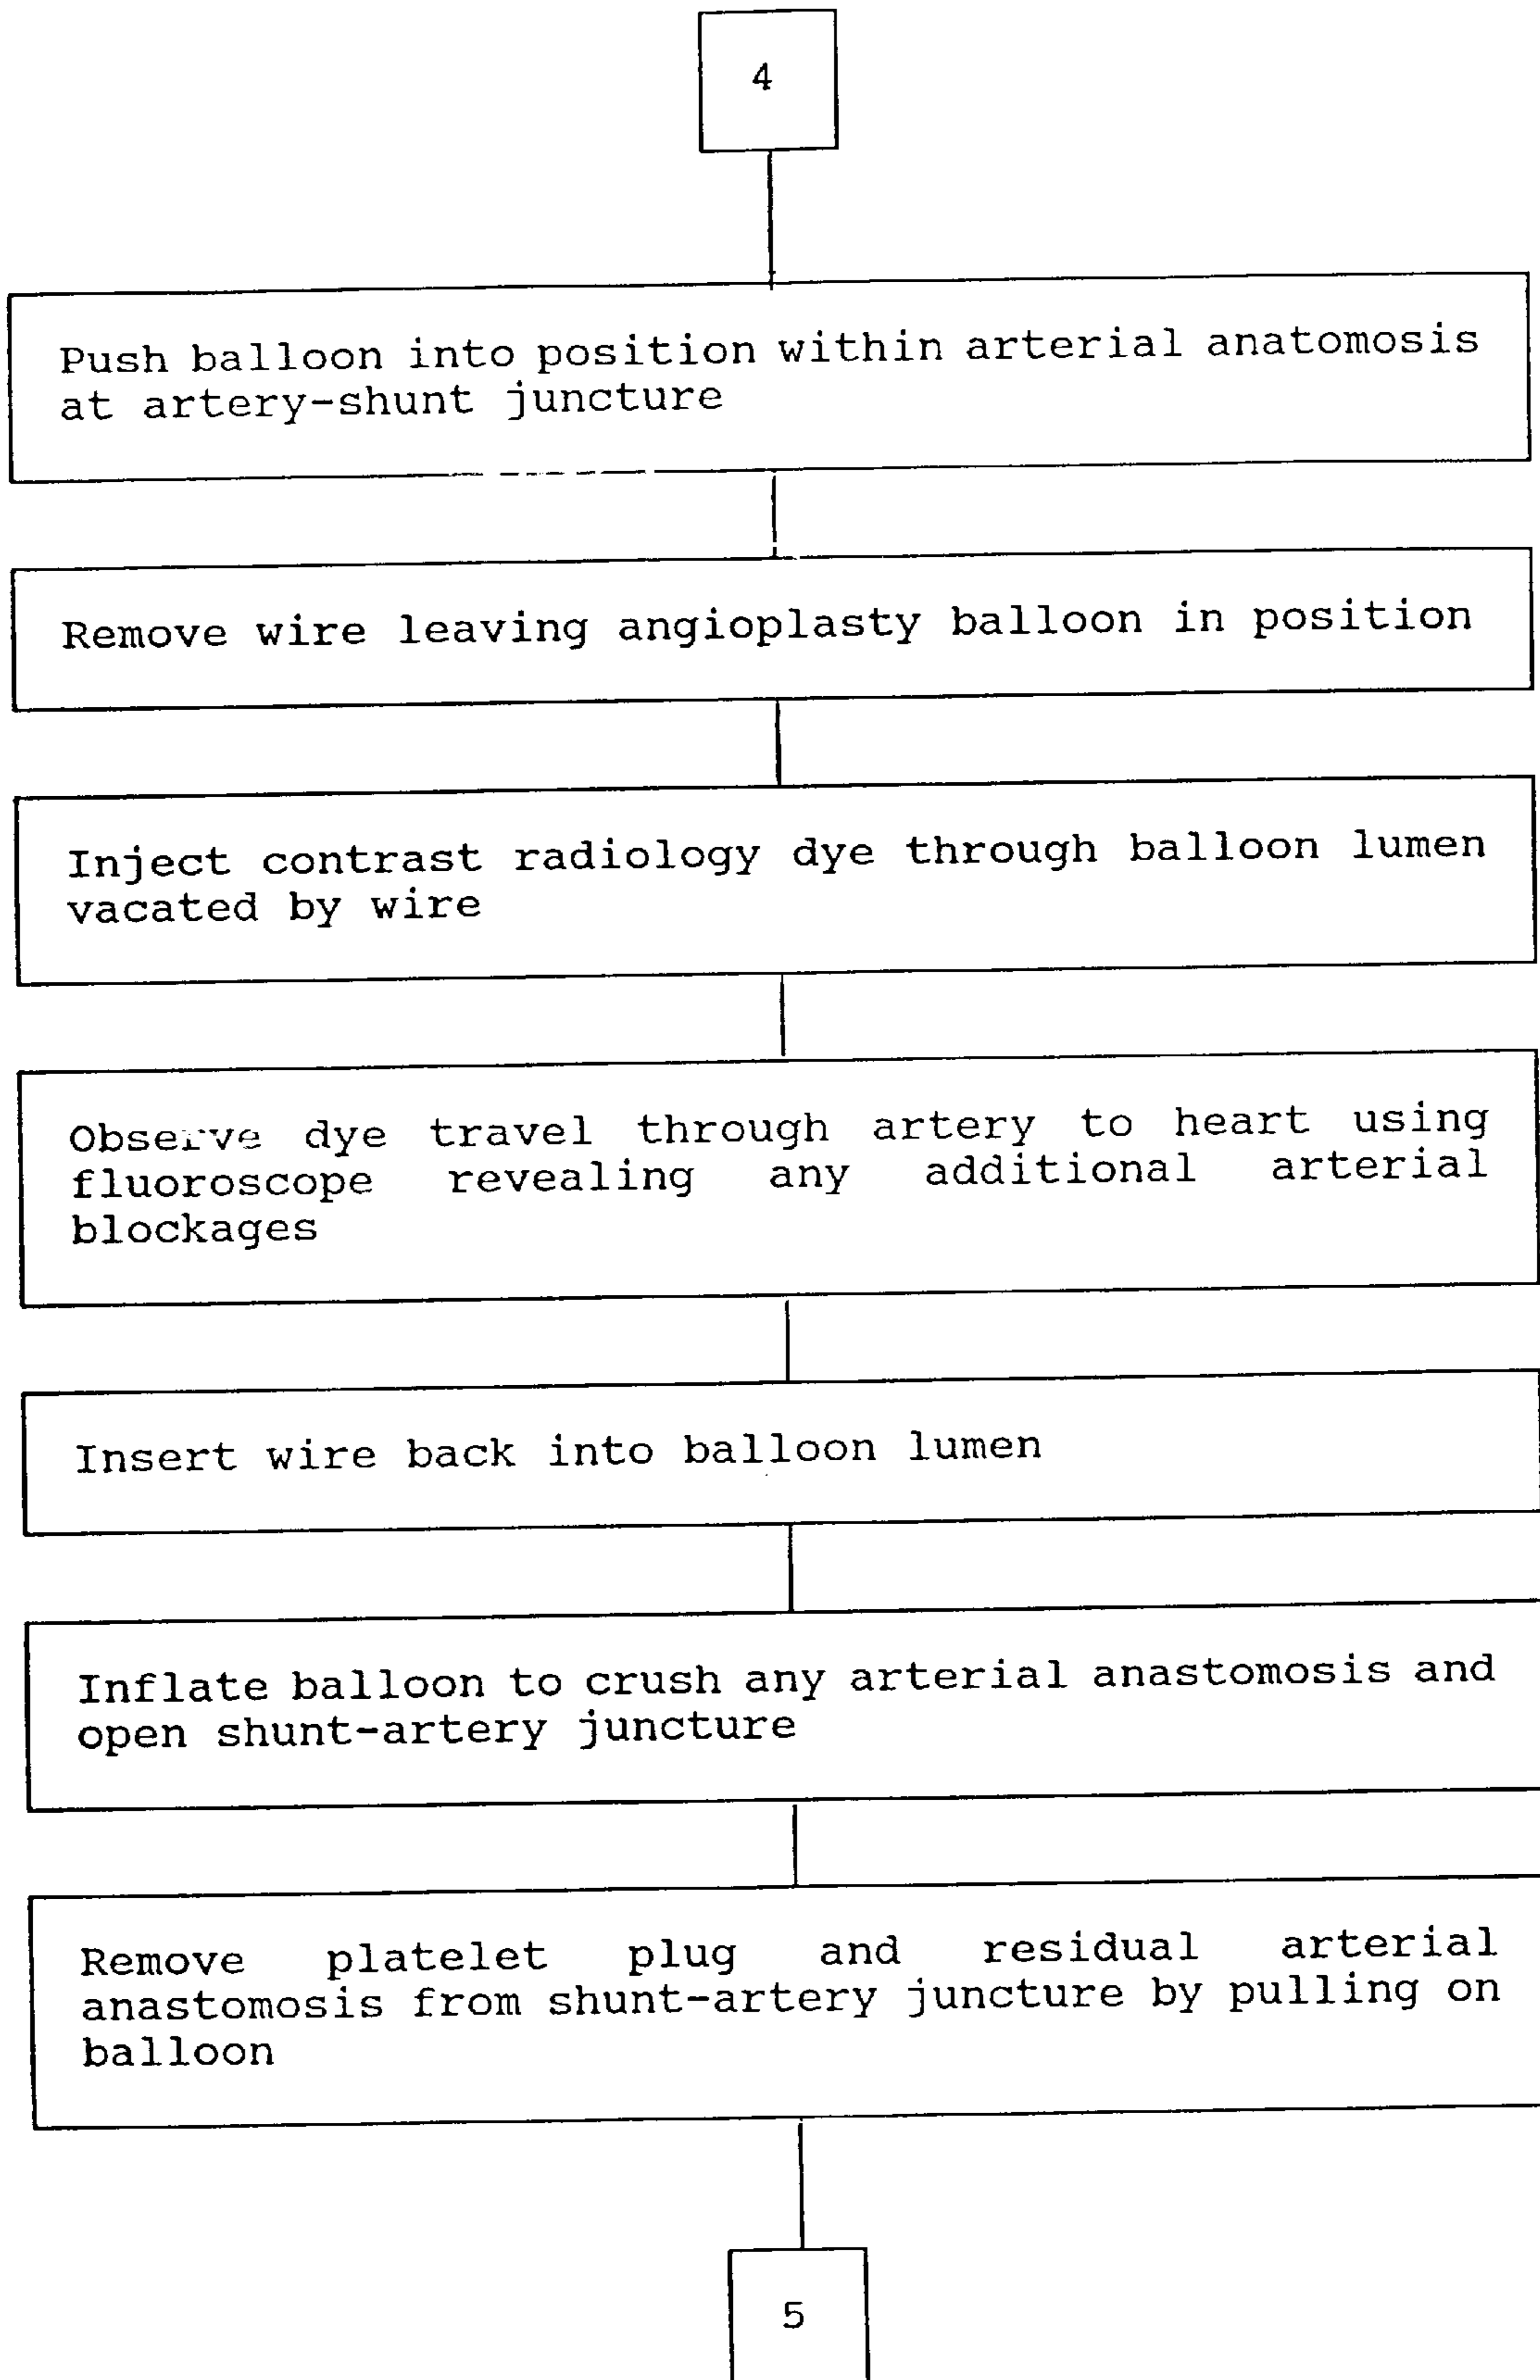 4
Push balloon into position within arterial anatomosis
at artery-shunt juncture
Remove wire leaving angioplasty balloon in position
Inject contrast radiology dye through balloon lumen
vacated by wire
Observe dye travel through artery to heart using
fluoroscope revealing any additional arterial
blockages
Insert wire back into balloon lumen
Inflate balloon to crush any arterial anastomosis and
open shunt-artery juncture
Remove platelet plug and residual arterial
anastomosis from shunt-artery juncture by pulling on
balloon
5